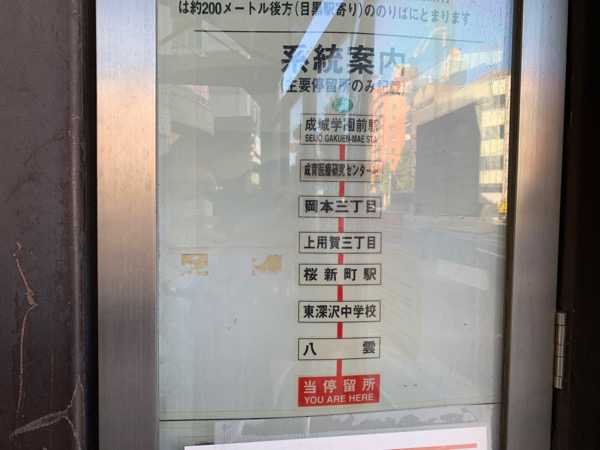 は約200メートル後方(目黒駅寄り)ののりばにとまります
系統案内
(主要停留所のみ記載)
成城学園前駅
SEIJO GAKUEN-MAE STA.
成育医療研究センター前
岡本三丁目
上用賀三丁目
桜新町駅
東深沢中学校
八雲
当停留所
YOU ARE HERE